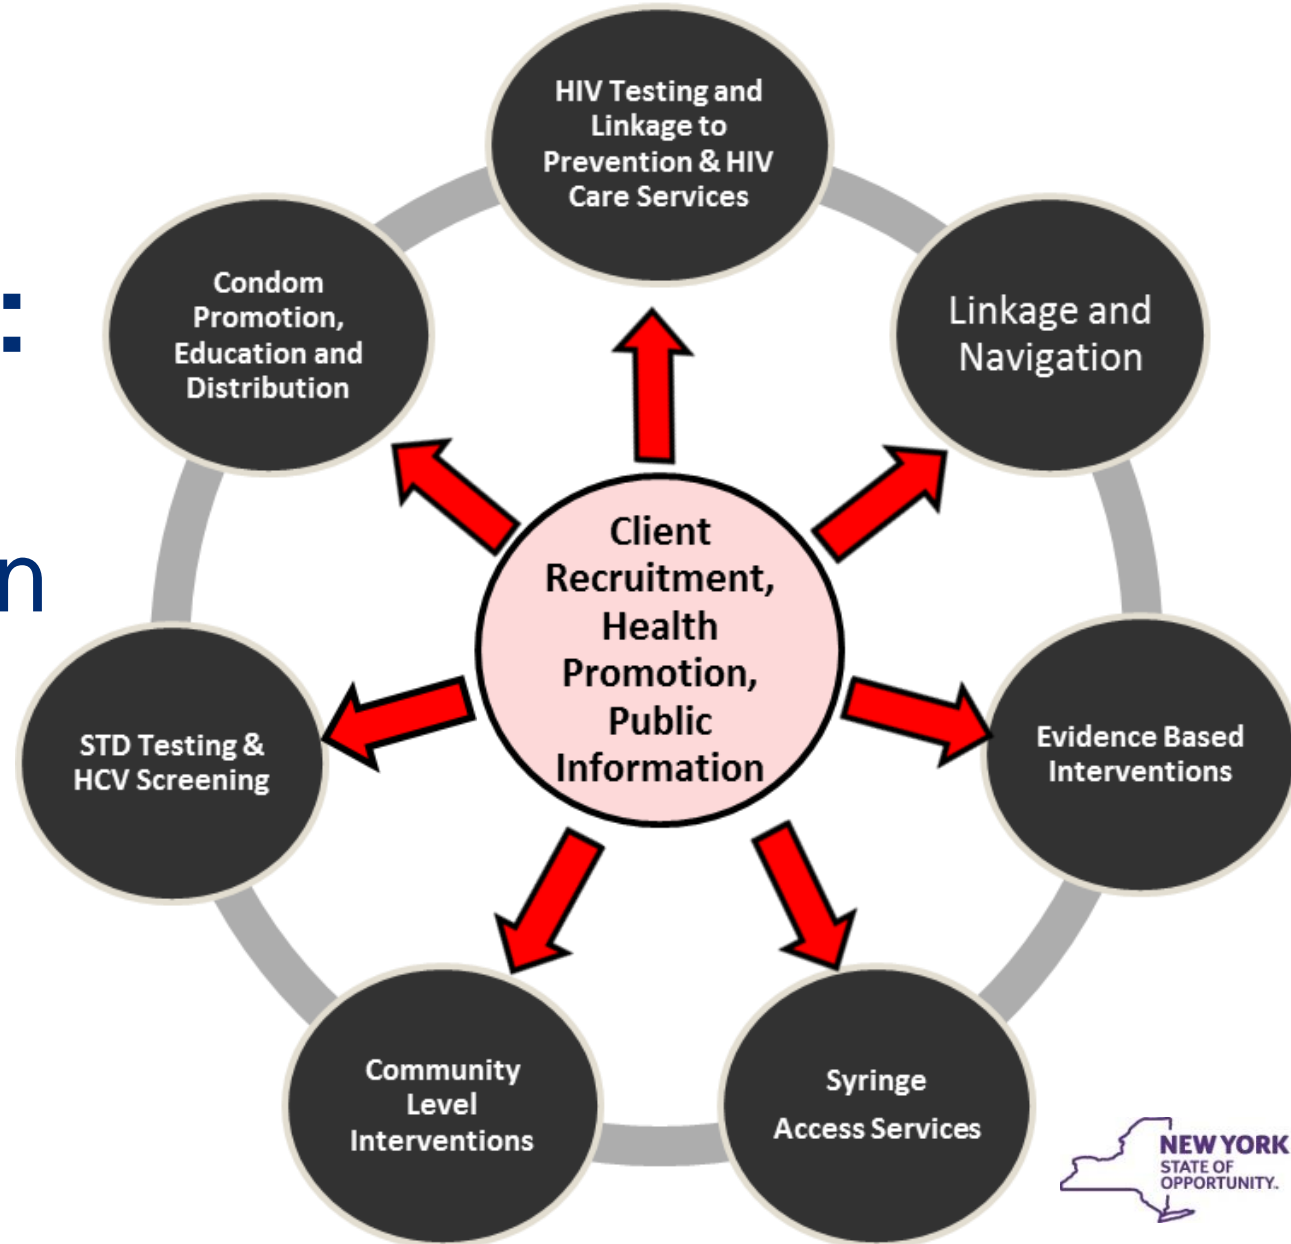 HIV Testing and
Linkage to
Prevention & HIV
Care Services
Linkage and
Navigation
Evidence Based
Interventions
Syringe
Access Services
Community
Level
Interventions
STD Testing &
HCV Screening
Condom
Promotion,
Education and
Distribution
Client
Recruitment,
Health
Promotion,
Public
Information
:
n
NEW YORK
STATE OF
OPPORTUNITY™